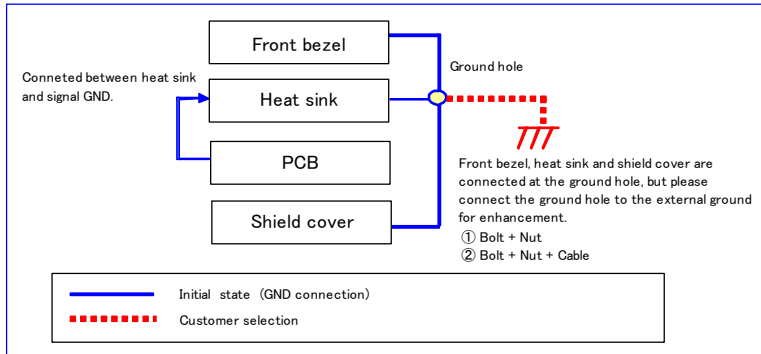 Front bezel
Ground hole
Conneted between heat sink
and signal GND.
Heat sink
PCB
Front bezel, heat sink and shield cover are
connected at the ground hole, but please
connect the ground hole to the external ground
for enhancement.
① Bolt + Nut
② Bolt + Nut + Cable
Shield cover
Initial state (GND connection)
Customer selection